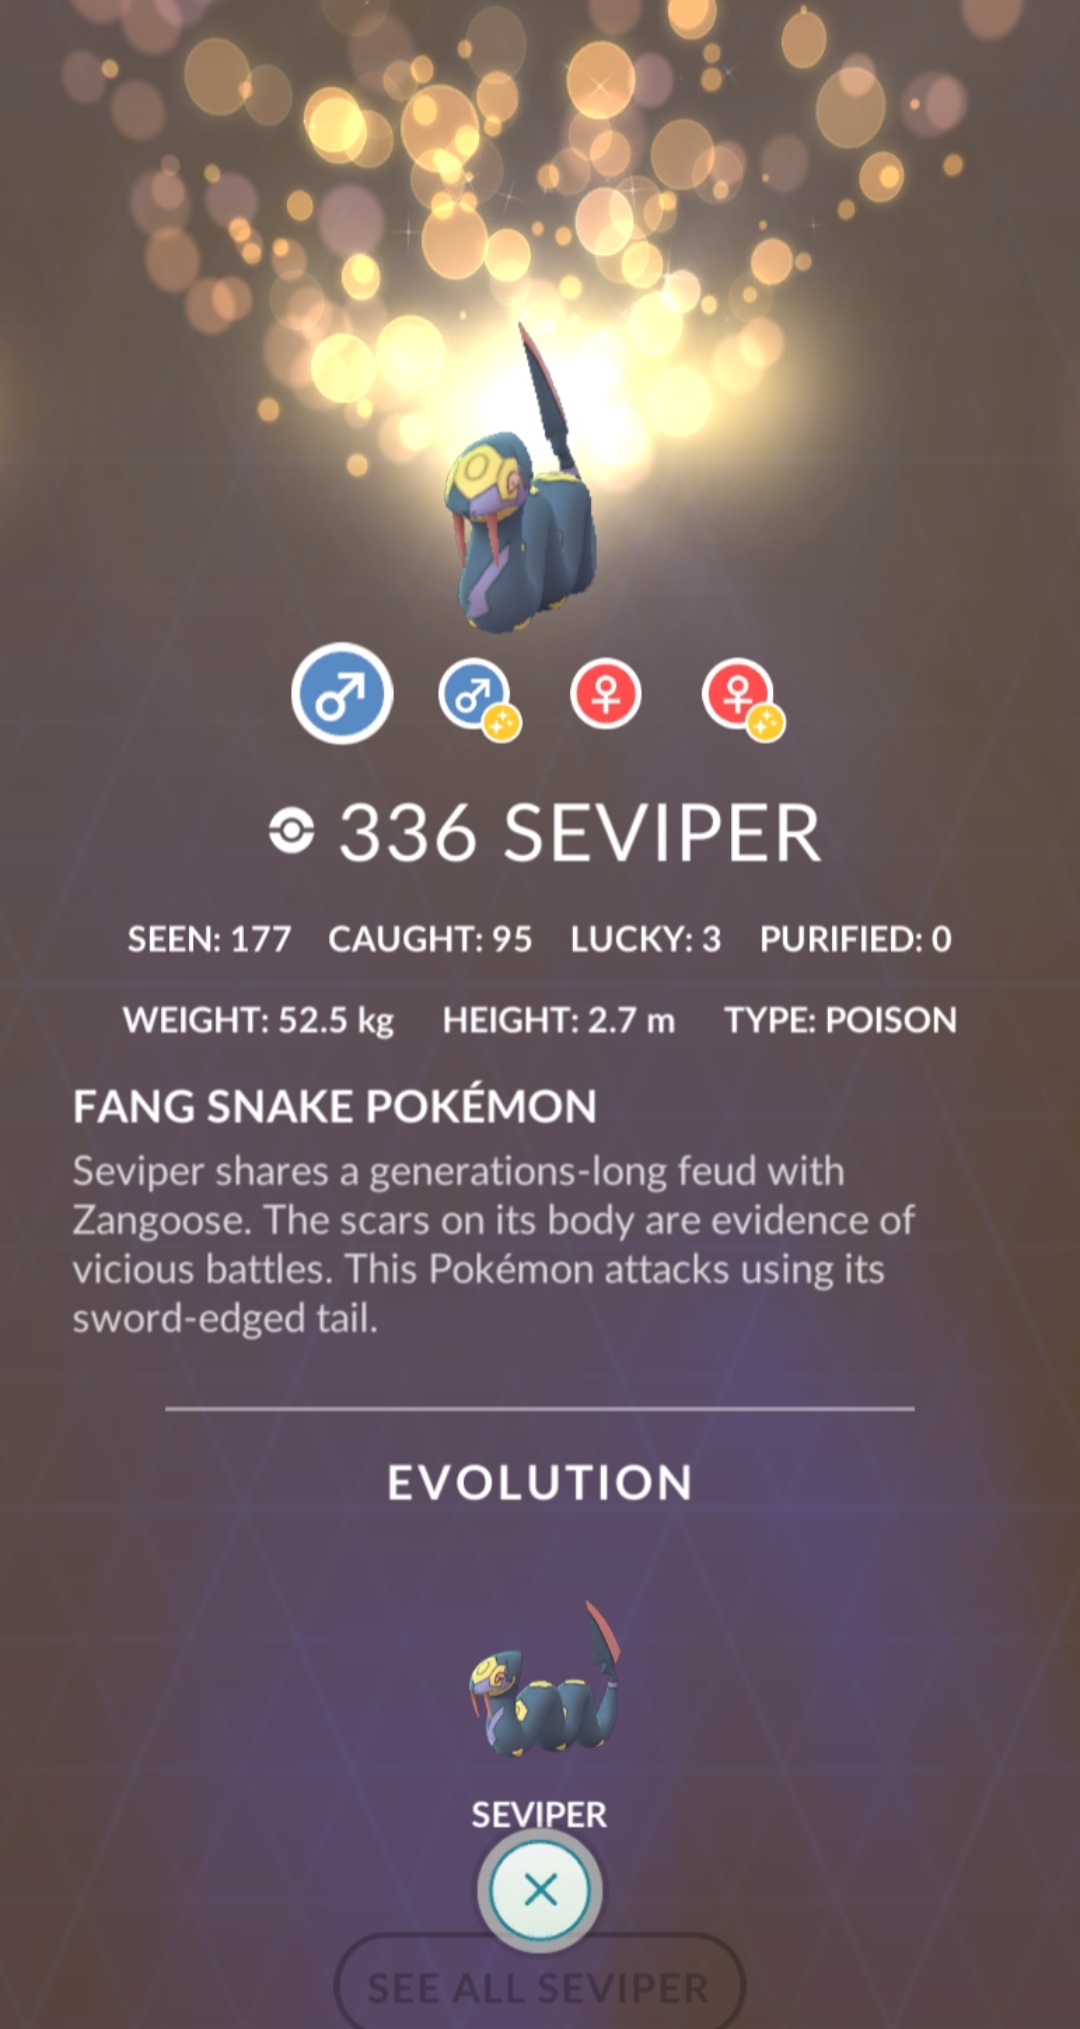 336 SEVIPER
SEEN: 177 CAUGHT: 95 LUCKY: 3 PURIFIED: 0
WEIGHT: 52.5 kg HEIGHT: 2.7 m TYPE: POISON
FANG SNAKE POKÉMON
Seviper shares a generations-long feud with
Zangoose. The scars on its body are evidence of
vicious battles. This Pokémon attacks using its
sword-edged tail.
EVOLUTION
SEVIPER
SEE ALL SEVIPER